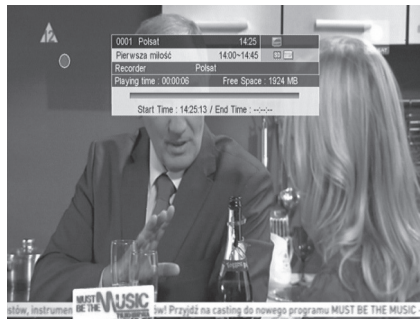 0001 Polsat 14:25
Pierwsza miłość 14:00~14:45
Recorder Polsat
Playing time : 00:00:06 Free Space : 1924 MB
Start Time : 14:25:13 / End Time : --:--:--
12
MUST BE THE MUSIC
stów, instrumen ów! Przyjdź na casting do nowego programu MUST BE THE MUSIC